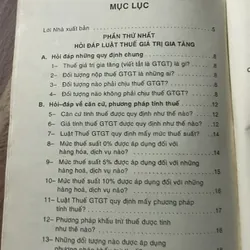 MỤC LỤC
Lời Nhà xuất bản 5
PHẦN THỨ NHẤT
HỎI ĐÁP LUẬT THUẾ GIÁ TRỊ GIA TĂNG
A. Hỏi đáp những quy định chung
1– Thuế giá trị gia tăng (viết tắt là GTGT) là gì?
2– Đối tượng nộp thuế GTGT là những ai?
3– Đối tượng nào phải chịu thuế GTGT?
4– Đối tượng nào không phải chịu thuế GTGT?
B. Hỏi-đáp về căn cứ, phương pháp tính thuế
5– Căn cứ tính thuế được quy định như thế nào?
6– Giá tính thuế GTGT được quy định như thế nào?
7– Luật Thuế GTGT quy định mấy mức thuế suất?
8– Mức thuế suất 0% được áp dụng đối với những
hàng hoá, dịch vụ nào?
9– Mức thuế suất 5% được áp dụng đối với những
hàng hoá, dịch vụ nào? 14
10– Mức thuế suất 10% được áp dụng đối với những
hàng hoá, dịch vụ nào? 15
11– Luật Thuế GTGT quy định mấy phương pháp
tính thuế? 16
12– Phương pháp khấu trừ thuế được tính
như thế nào?
13– Những đối tượng nào được áp dụng